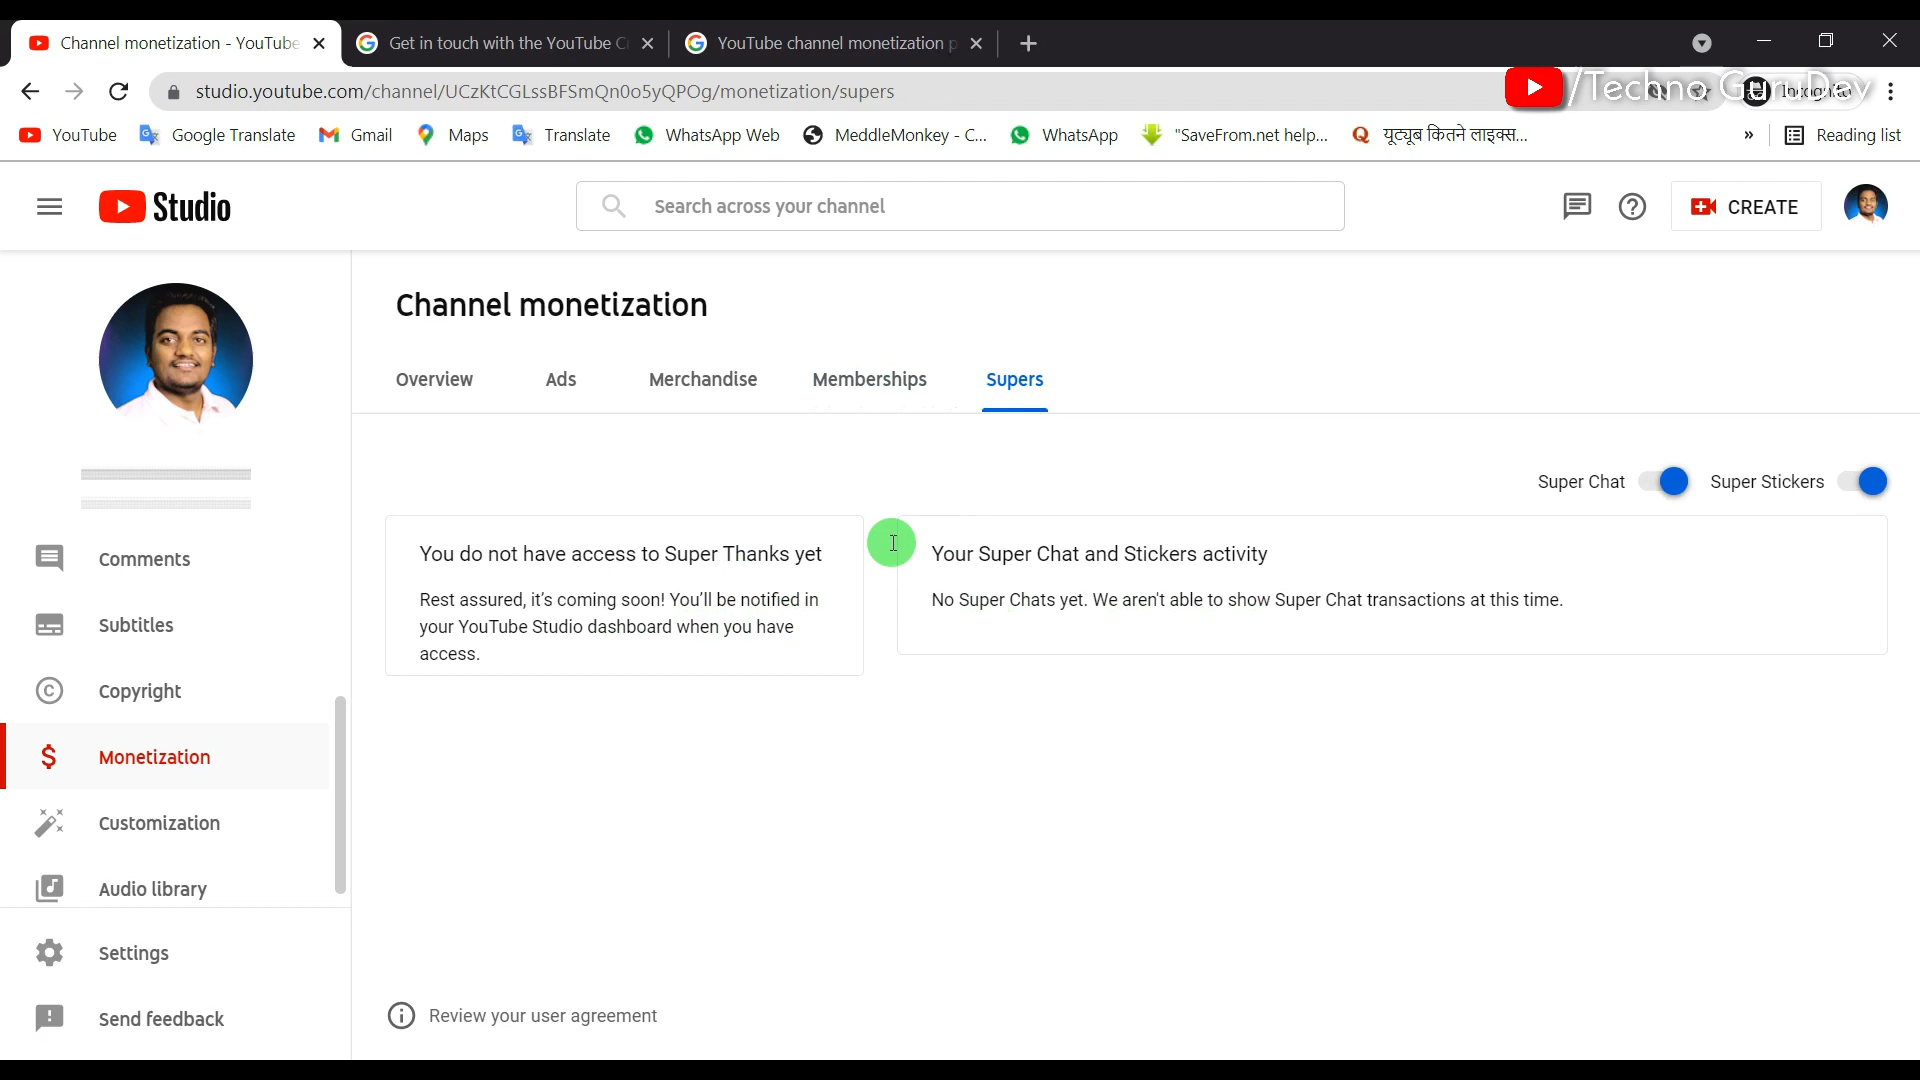 Channel monetization - YouTube
Get in touch with the YouTube C
YouTube channel monetization p
studio.youtube.com/channel/UCzKtCGLssBFSmQn0o5yQPOg/monetization/supers
/Techno GuruDev
YouTube
Google Translate
Gmail
Maps
Translate
WhatsApp Web
MeddleMonkey - C...
WhatsApp
"SaveFrom.net help...
यूट्यूब कितने लाइक्स...
»
Reading list
Studio
Search across your channel
CREATE
Channel monetization
Overview
Ads
Merchandise
Memberships
Supers
Super Chat
Super Stickers
You do not have access to Super Thanks yet
Rest assured, it's coming soon! You'll be notified in
your YouTube Studio dashboard when you have
access.
Your Super Chat and Stickers activity
No Super Chats yet. We aren't able to show Super Chat transactions at this time.
Comments
Subtitles
Copyright
Monetization
Customization
Audio library
Settings
Send feedback
Review your user agreement